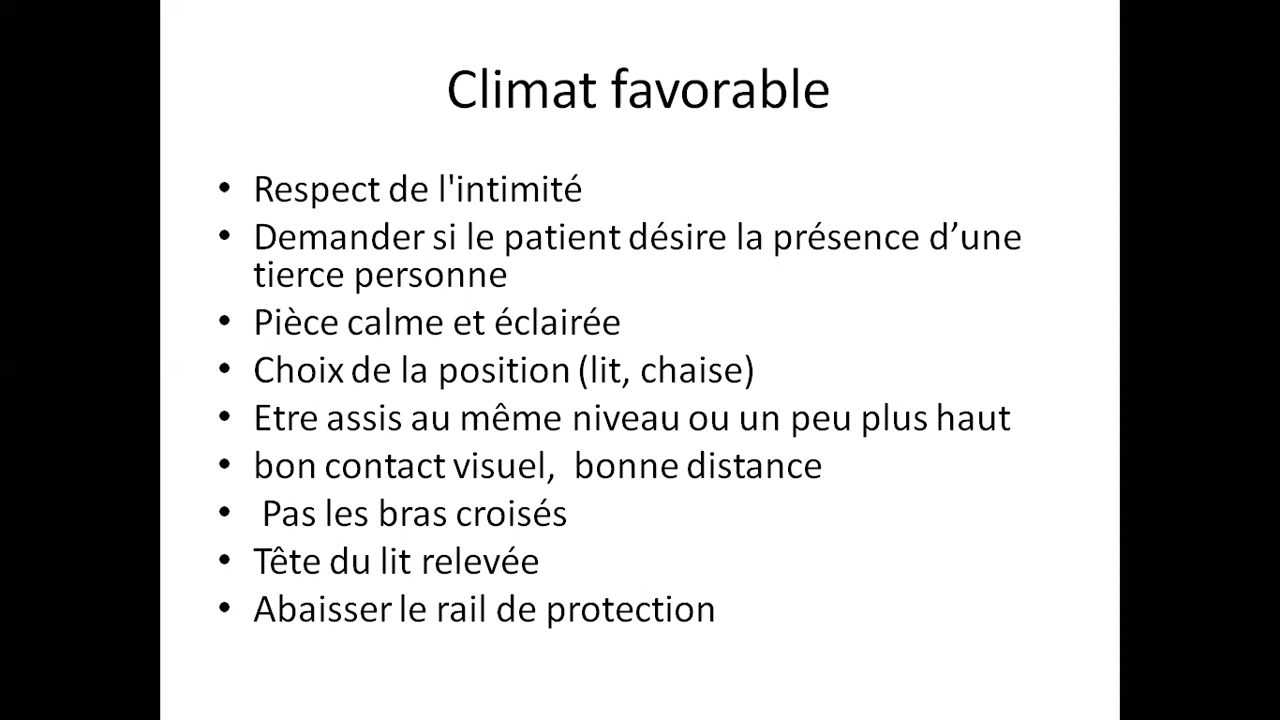 Climat favorable
• Respect de l'intimité
• Demander si le patient désire la présence d’une
tierce personne
• Pièce calme et éclairée
• Choix de la position (lit, chaise)
• Etre assis au même niveau ou un peu plus haut
• bon contact visuel,  bonne distance
•  Pas les bras croisés
• Tête du lit relevée
• Abaisser le rail de protection